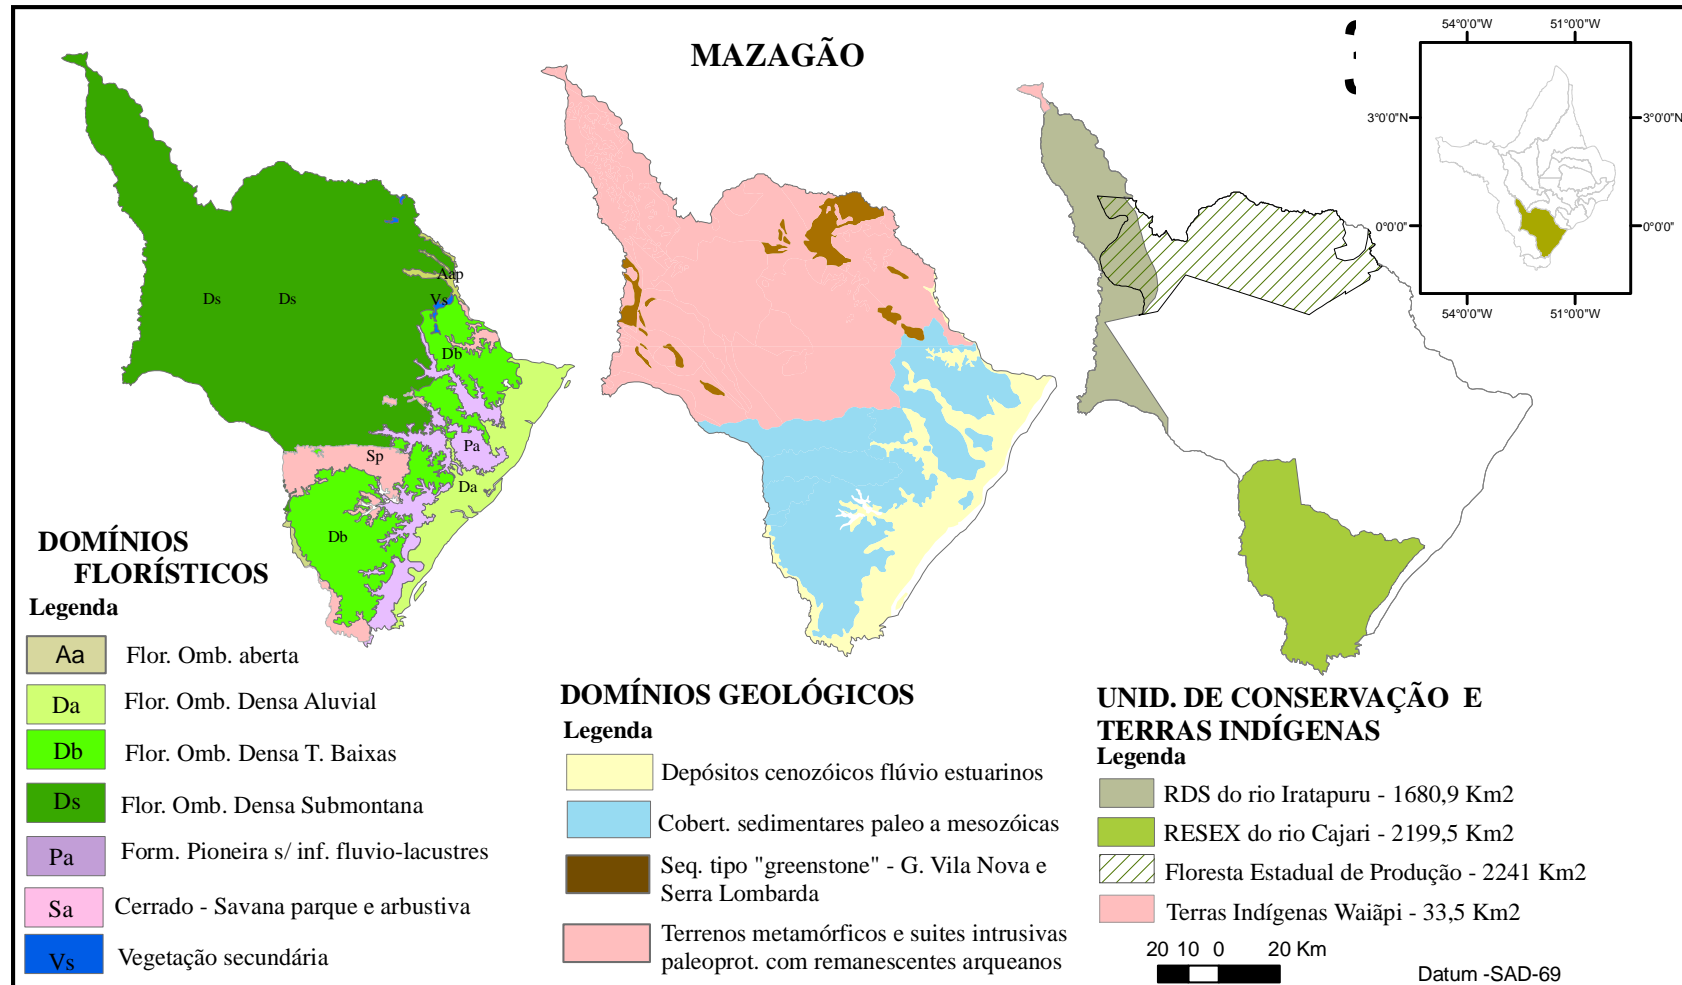 MAZAGÃO
54°0'0"W
51°0'0"W
3°0'0"N
3°0'0"N
0°0'0"
0°0'0"
54°0'0"W
51°0'0"W
Ds
Ds
Aap
Vs
Db
Pa
Sp
Da
Db
DOMÍNIOS
FLORÍSTICOS
Legenda
Aa Flor. Omb. aberta
Da Flor. Omb. Densa Aluvial
Db Flor. Omb. Densa T. Baixas
Ds Flor. Omb. Densa Submontana
Pa Form. Pioneira s/ inf. fluvio-lacustres
Sa Cerrado - Savana parque e arbustiva
Vs Vegetação secundária
DOMÍNIOS GEOLÓGICOS
Legenda
Depósitos cenozóicos flúvio estuarinos
Cobert. sedimentares paleo a mesozóicas
Seq. tipo "greenstone" - G. Vila Nova e
Serra Lombarda
Terrenos metamórficos e suites intrusivas
paleoprot. com remanescentes arqueanos
UNID. DE CONSERVAÇÃO E
TERRAS INDÍGENAS
Legenda
RDS do rio Iratapuru - 1680,9 Km2
RESEX do rio Cajari - 2199,5 Km2
Floresta Estadual de Produção - 2241 Km2
Terras Indígenas Waiãpi - 33,5 Km2
20 10 0 20 Km
Datum -SAD-69